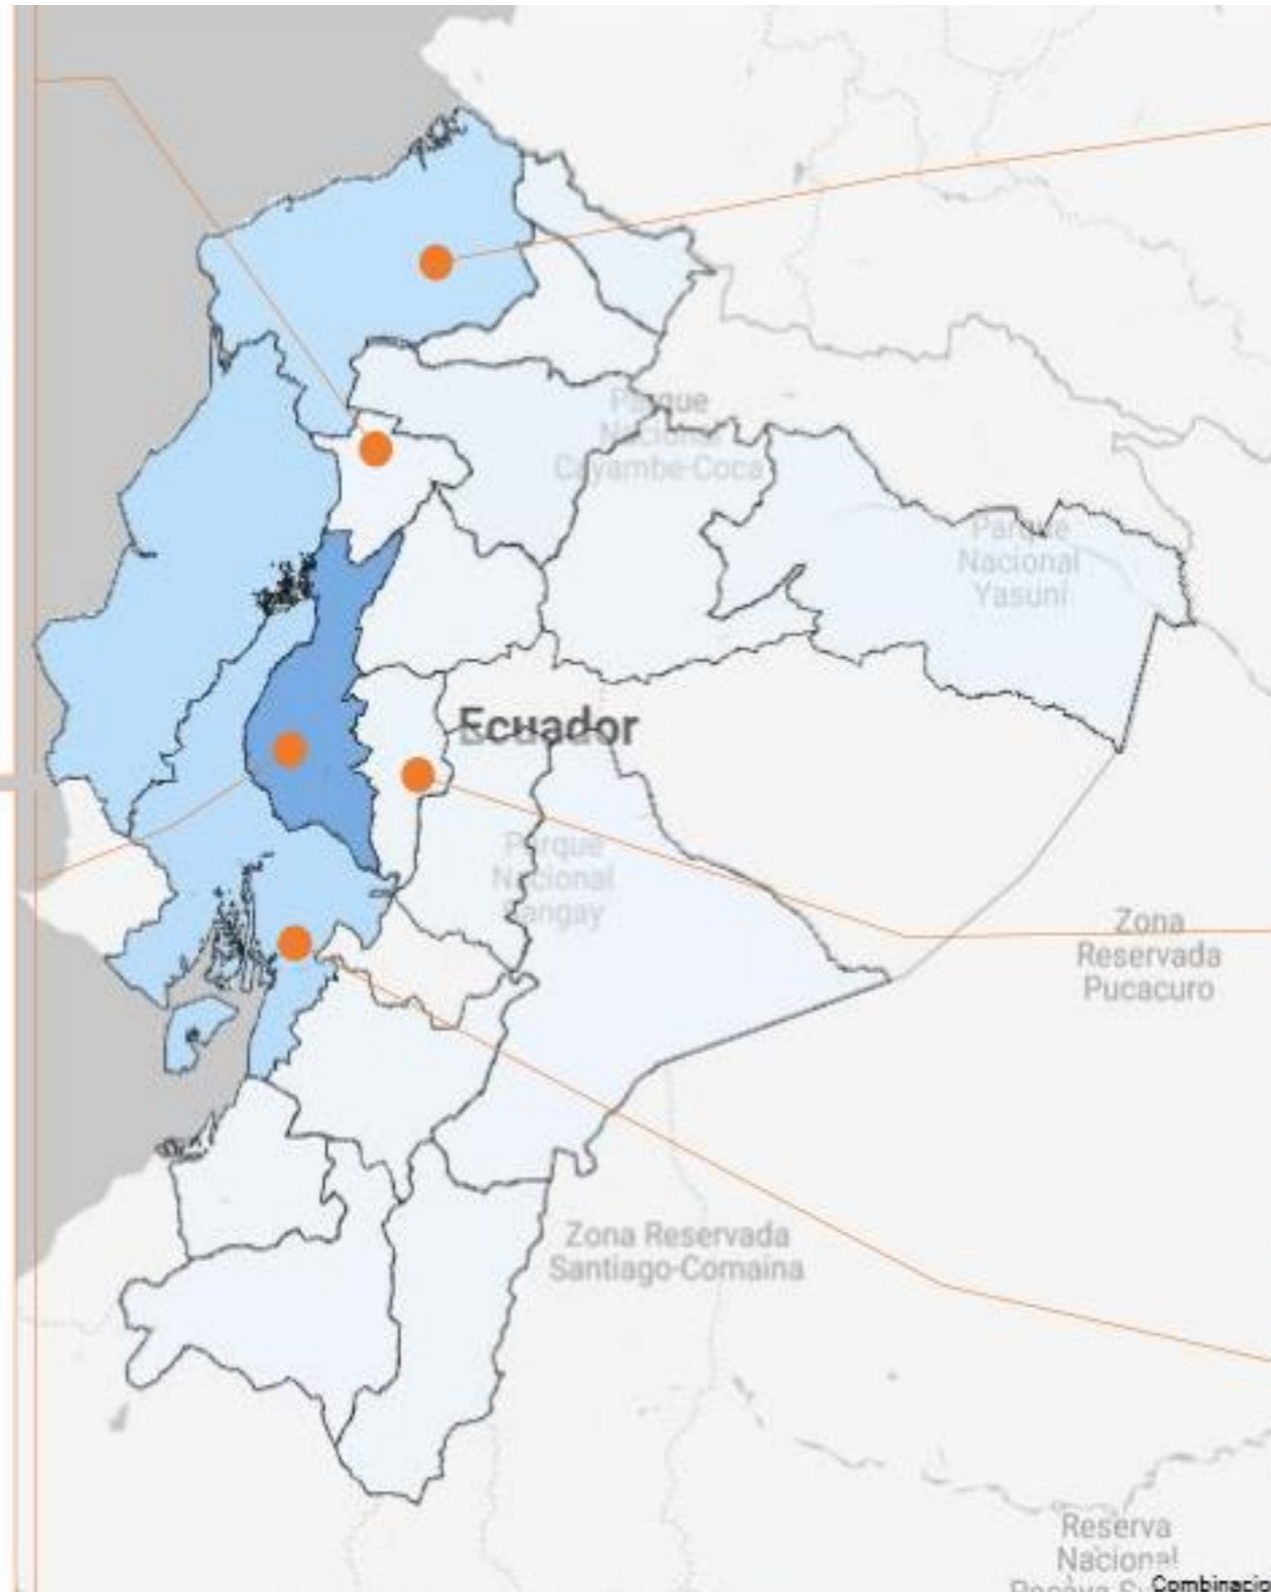 Parque
Nacional
Cayambe-Coca
Parque
Nacional
Yasuní
Ecuador
Parque
Nacional
Sangay
Zona
Reservada
Pucacuro
Zona Reservada
Santiago-Comaina
Reserva
Nacional